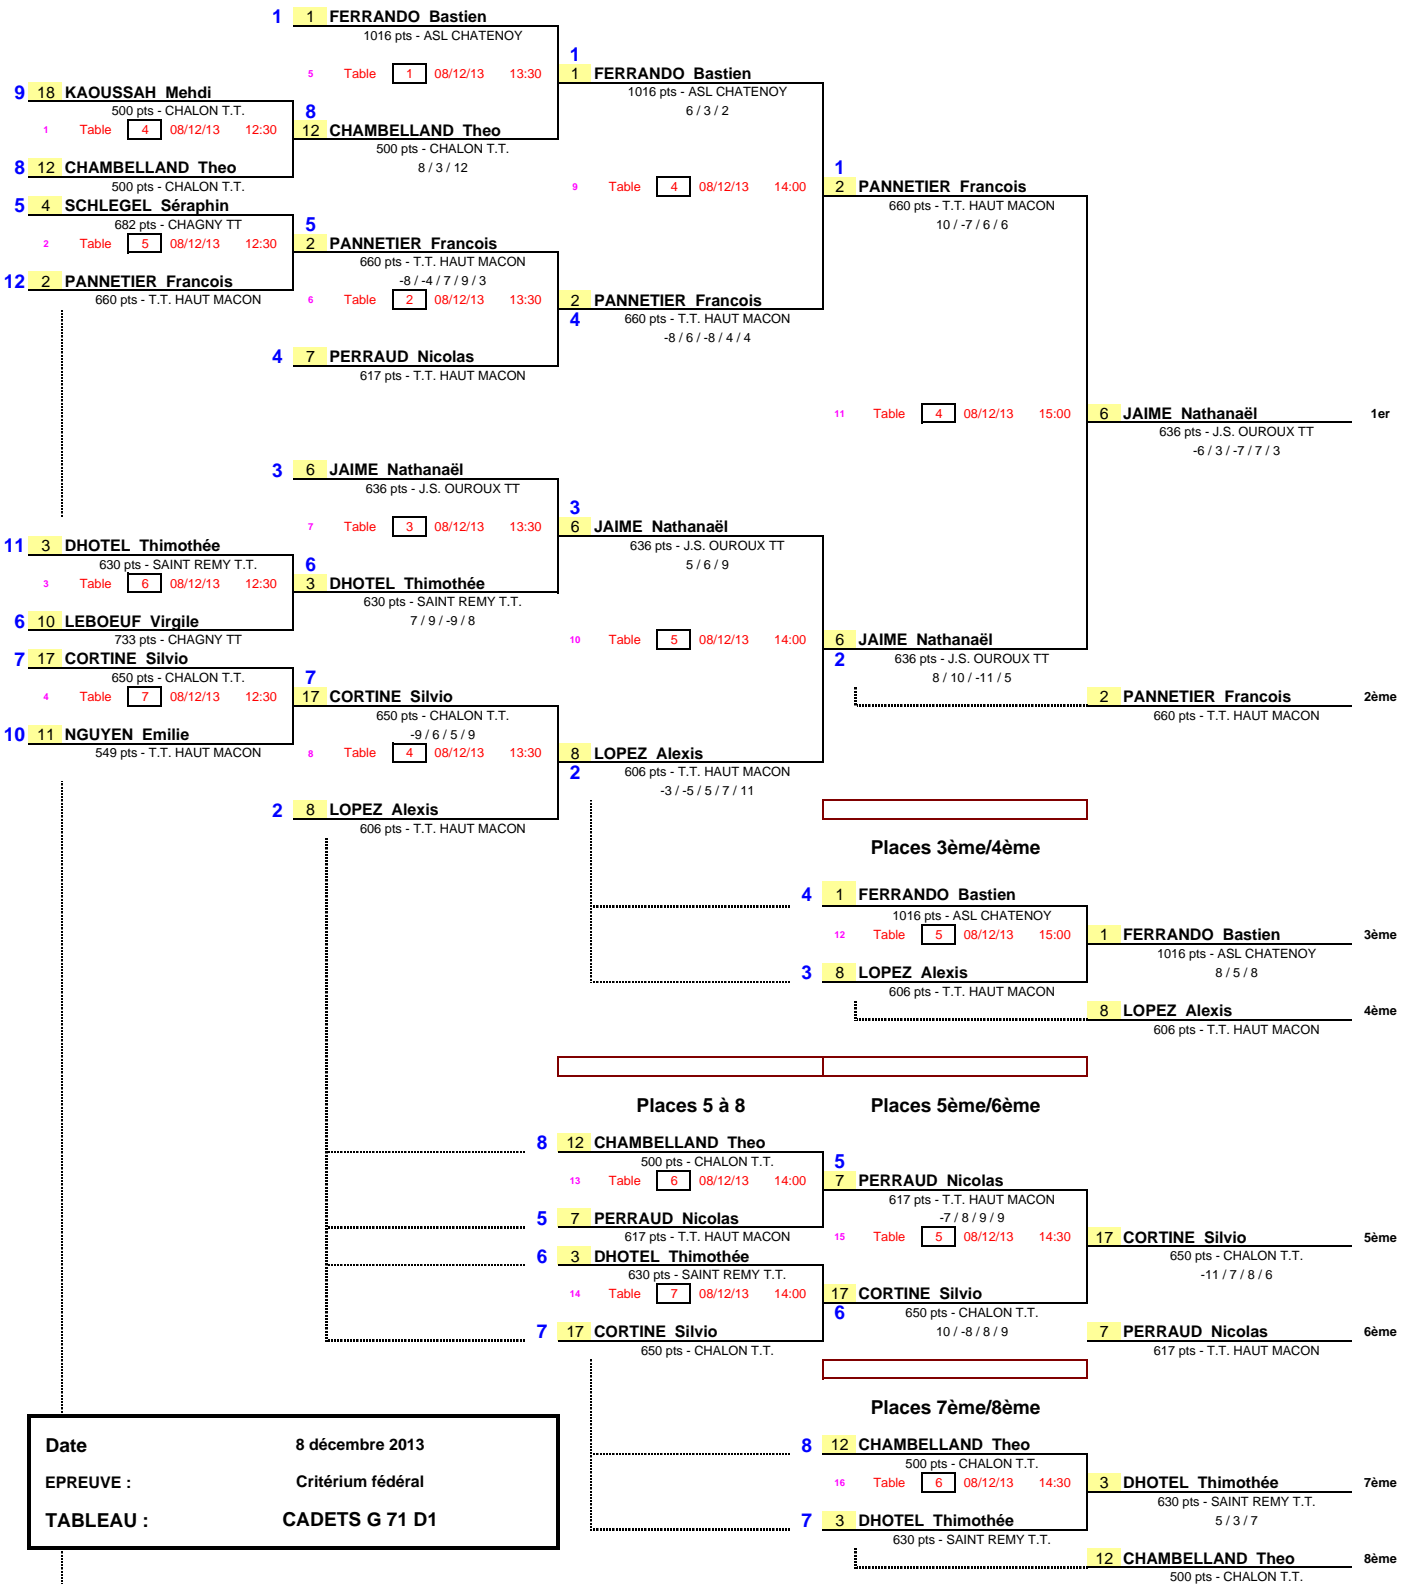 1 1 FERRANDO Bastien
1016 pts - ASL CHATENOY
5 Table 1 08/12/13 13:30
1
1 FERRANDO Bastien
1016 pts - ASL CHATENOY
6 / 3 / 2
9 18 KAOUSSAH Mehdi
500 pts - CHALON T.T.
1 Table 4 08/12/13 12:30
8
12 CHAMBELLAND Theo
500 pts - CHALON T.T.
8 / 3 / 12
8 12 CHAMBELLAND Theo
500 pts - CHALON T.T.
9 Table 4 08/12/13 14:00
1
2 PANNETIER Francois
660 pts - T.T. HAUT MACON
10 / -7 / 6 / 6
5 4 SCHLEGEL Séraphin
682 pts - CHAGNY TT
2 Table 5 08/12/13 12:30
5
2 PANNETIER Francois
660 pts - T.T. HAUT MACON
-8 / -4 / 7 / 9 / 3
12 2 PANNETIER Francois
660 pts - T.T. HAUT MACON
6 Table 2 08/12/13 13:30
2 PANNETIER Francois
4
660 pts - T.T. HAUT MACON
-8 / 6 / -8 / 4 / 4
4 7 PERRAUD Nicolas
617 pts - T.T. HAUT MACON
11 Table 4 08/12/13 15:00
6 JAIME Nathanaël 1er
636 pts - J.S. OUROUX TT
-6 / 3 / -7 / 7 / 3
3 6 JAIME Nathanaël
636 pts - J.S. OUROUX TT
7 Table 3 08/12/13 13:30
3
6 JAIME Nathanaël
636 pts - J.S. OUROUX TT
5 / 6 / 9
11 3 DHOTEL Thimothée
630 pts - SAINT REMY T.T.
3 Table 6 08/12/13 12:30
6
3 DHOTEL Thimothée
630 pts - SAINT REMY T.T.
7 / 9 / -9 / 8
6 10 LEBOEUF Virgile
733 pts - CHAGNY TT
10 Table 5 08/12/13 14:00
6 JAIME Nathanaël
2
636 pts - J.S. OUROUX TT
8 / 10 / -11 / 5
7 17 CORTINE Silvio
650 pts - CHALON T.T.
4 Table 7 08/12/13 12:30
7
17 CORTINE Silvio
650 pts - CHALON T.T.
-9 / 6 / 5 / 9
2 PANNETIER Francois 2ème
660 pts - T.T. HAUT MACON
10 11 NGUYEN Emilie
549 pts - T.T. HAUT MACON
8 Table 4 08/12/13 13:30
8 LOPEZ Alexis
2
606 pts - T.T. HAUT MACON
-3 / -5 / 5 / 7 / 11
2 8 LOPEZ Alexis
606 pts - T.T. HAUT MACON
Places 3ème/4ème
4 1 FERRANDO Bastien
1016 pts - ASL CHATENOY
12 Table 5 08/12/13 15:00
1 FERRANDO Bastien 3ème
1016 pts - ASL CHATENOY
8 / 5 / 8
3 8 LOPEZ Alexis
606 pts - T.T. HAUT MACON
8 LOPEZ Alexis 4ème
606 pts - T.T. HAUT MACON
Places 5 à 8 Places 5ème/6ème
8 12 CHAMBELLAND Theo
500 pts - CHALON T.T.
13 Table 6 08/12/13 14:00
5
7 PERRAUD Nicolas
617 pts - T.T. HAUT MACON
-7 / 8 / 9 / 9
5 7 PERRAUD Nicolas
617 pts - T.T. HAUT MACON
15 Table 5 08/12/13 14:30
17 CORTINE Silvio 5ème
650 pts - CHALON T.T.
-11 / 7 / 8 / 6
6 3 DHOTEL Thimothée
630 pts - SAINT REMY T.T.
14 Table 7 08/12/13 14:00
17 CORTINE Silvio
6
650 pts - CHALON T.T.
10 / -8 / 8 / 9
7 17 CORTINE Silvio
650 pts - CHALON T.T.
7 PERRAUD Nicolas 6ème
617 pts - T.T. HAUT MACON
Places 7ème/8ème
8 12 CHAMBELLAND Theo
500 pts - CHALON T.T.
16 Table 6 08/12/13 14:30
3 DHOTEL Thimothée 7ème
630 pts - SAINT REMY T.T.
5 / 3 / 7
7 3 DHOTEL Thimothée
630 pts - SAINT REMY T.T.
12 CHAMBELLAND Theo 8ème
500 pts - CHALON T.T.
Date 8 décembre 2013
EPREUVE : Critérium fédéral
TABLEAU : CADETS G 71 D1